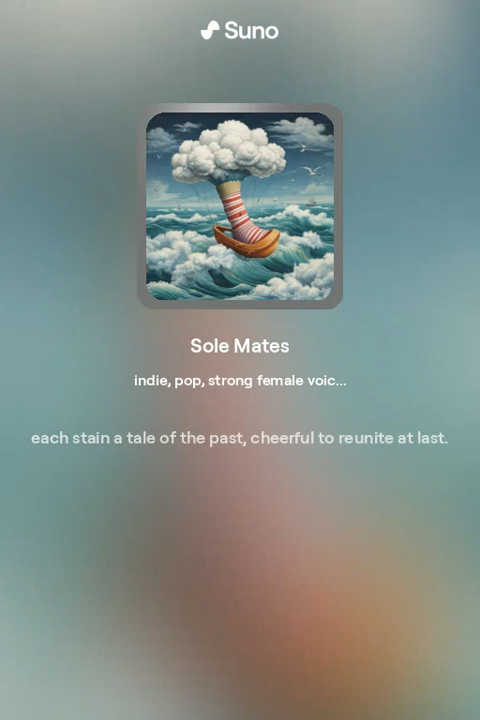 Suno
Sole Mates
indie, pop, strong female voic...
each stain a tale of the past, cheerful to reunite at last.